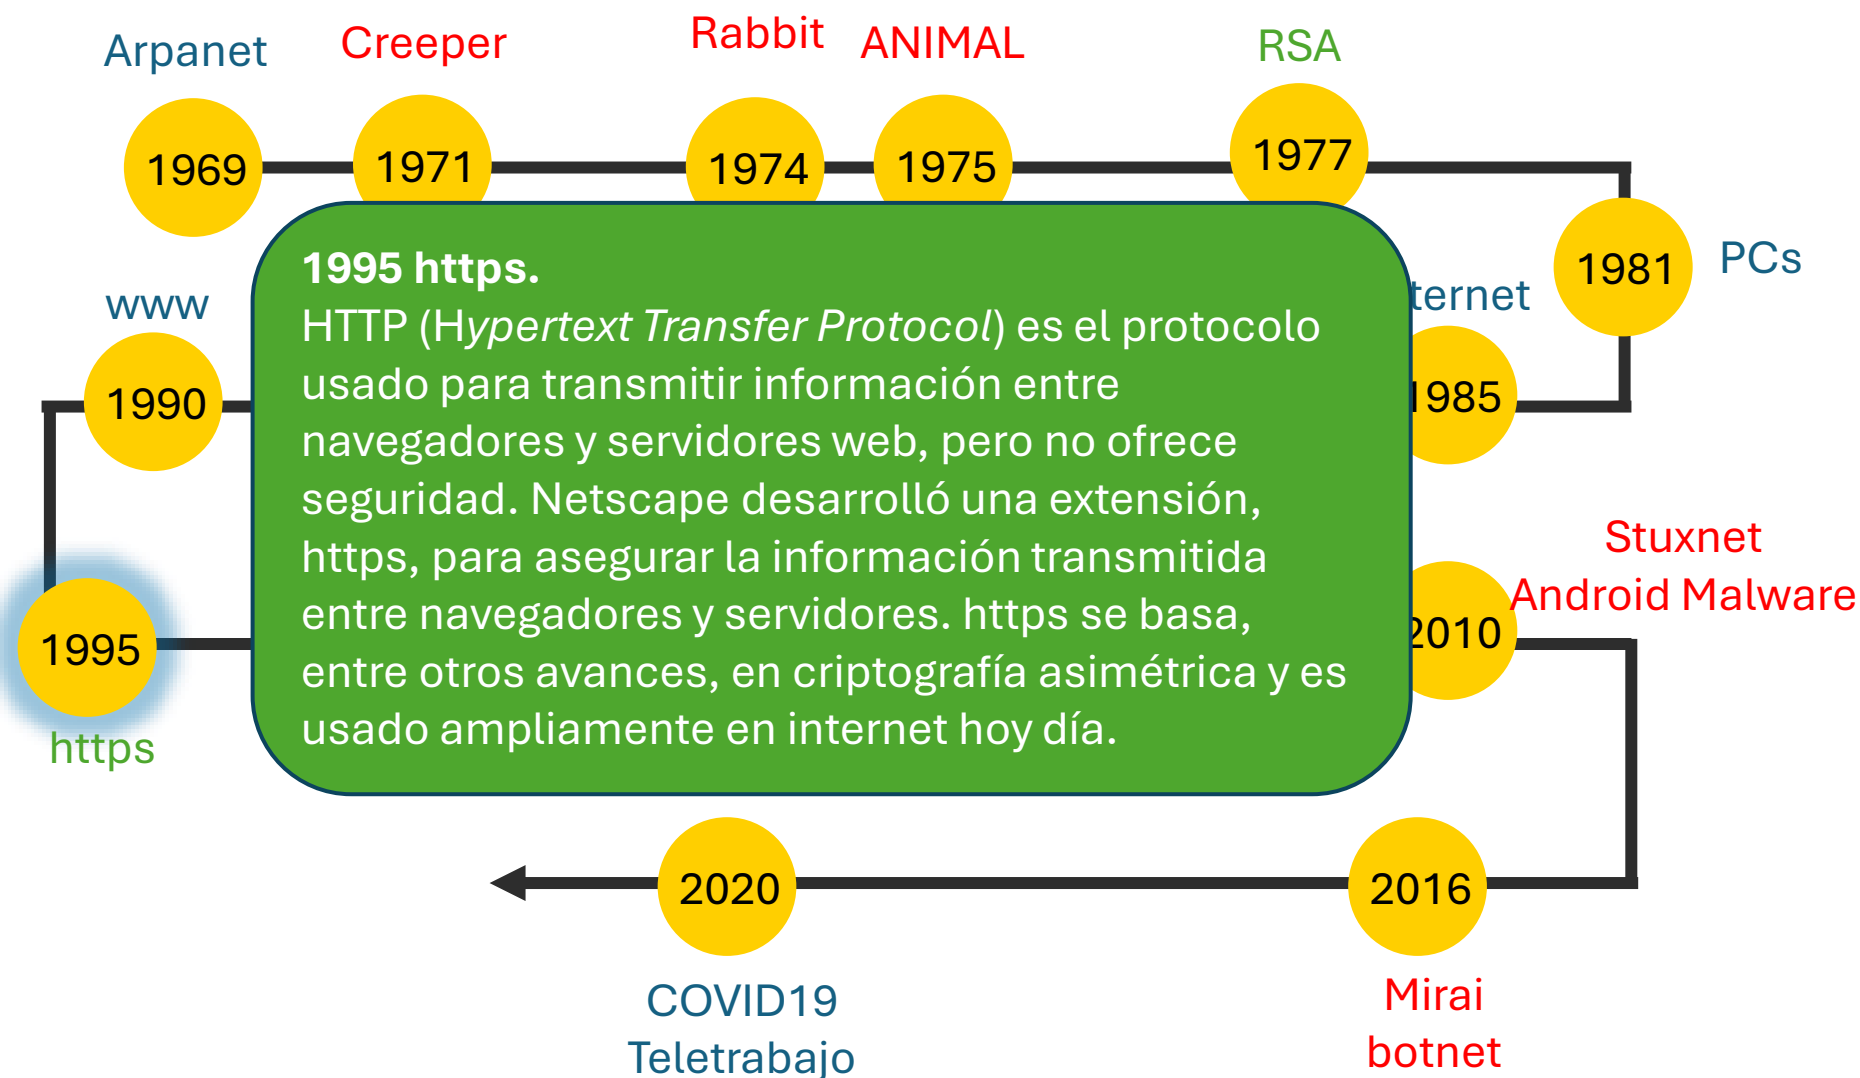 Arpanet
Creeper
Rabbit
ANIMAL
RSA
1969
1971
1974
1975
1977
1981
PCs
ternet
www
1990
1985
1995 https.
HTTP (Hypertext Transfer Protocol) es el protocolo
usado para transmitir información entre
navegadores y servidores web, pero no ofrece
seguridad. Netscape desarrolló una extensión,
https, para asegurar la información transmitida
entre navegadores y servidores. https se basa,
entre otros avances, en criptografía asimétrica y es
usado ampliamente en internet hoy día.
Stuxnet
Android Malware
2010
1995
https
2020
2016
COVID19
Teletrabajo
Mirai
botnet